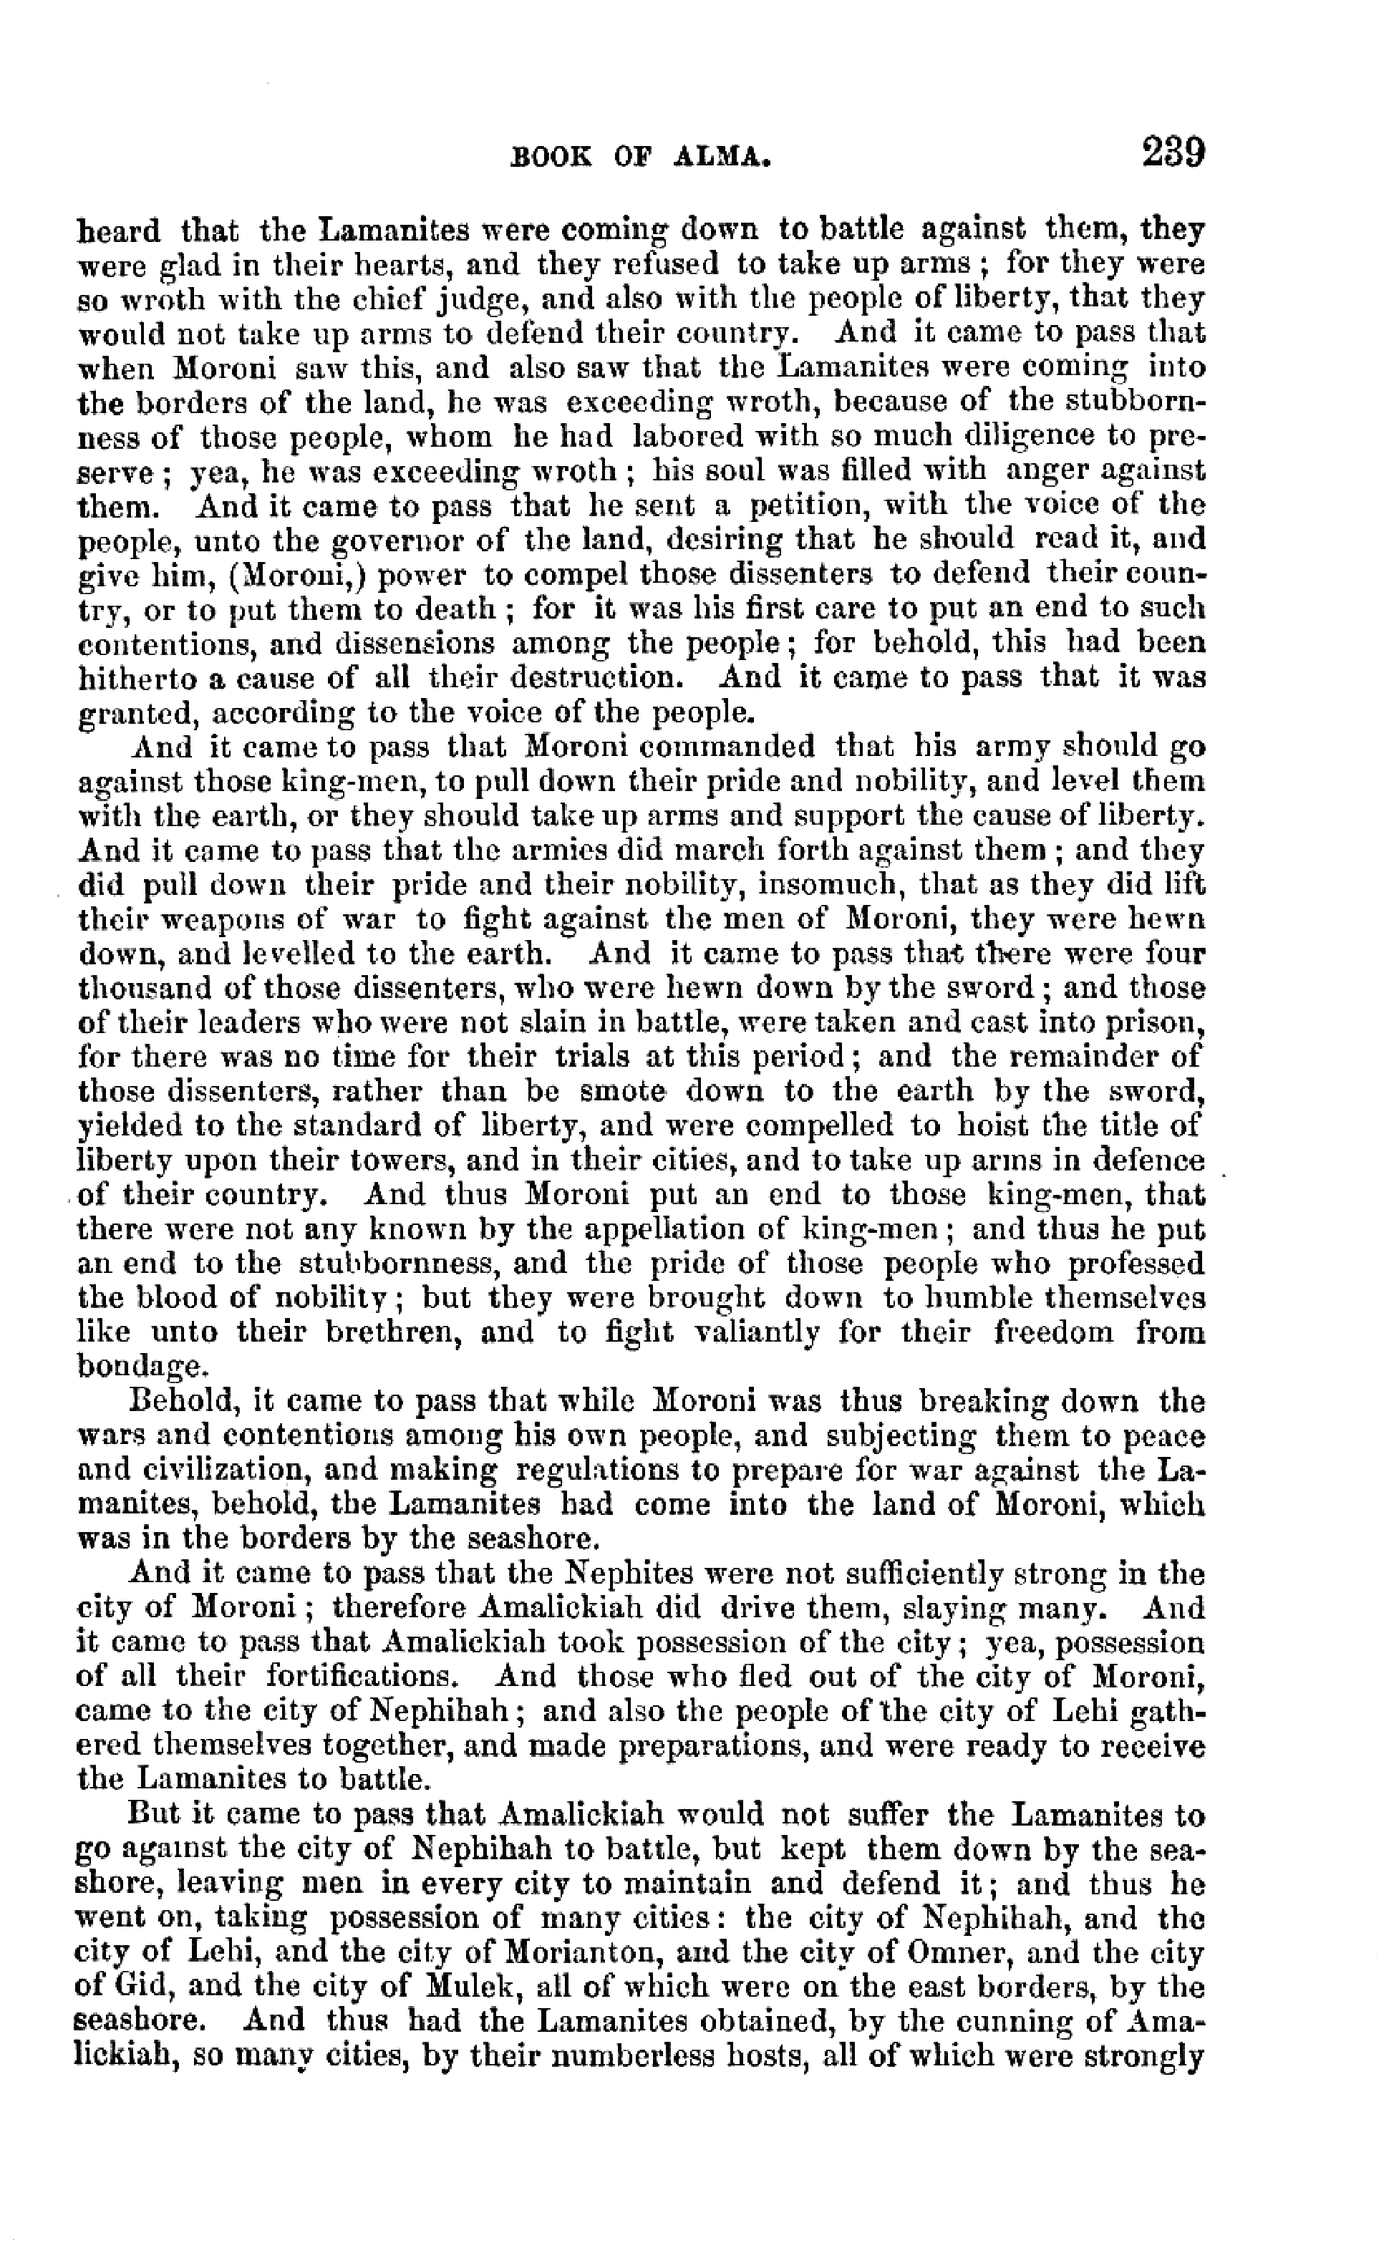 BOOK OF ALMA. 239
heard that the Lamanites were coming down to battle against them, they
were glad in their hearts, and they refused to take up arms ; for they were
so wroth with the chief judge, and also with the people of liberty, that they
would not take up arms to defend their country. And it came to pass that
when Moroni saw this, and also saw that the Lamanites were coming into
the borders of the land, he was exceeding wroth, because of the stubborn-
ness of those people, whom he had labored with so much diligence to pre-
serve ; yea, he was exceeding wroth ; his soul was filled with anger against
them. And it came to pass that he sent a petition, with the voice of the
people, unto the governor of the land, desiring that he should read it, and
give him, (Moroni,) power to compel those dissenters to defend their coun-
try, or to put them to death ; for it was his first care to put an end to such
contentions, and dissensions among the people ; for behold, this had been
hitherto a cause of all their destruction. And it came to pass that it was
granted, according to the voice of the people.
And it came to pass that Moroni commanded that his army should go
against those king-men, to pull down their pride and nobility, and level them
with the earth, or they should take up arms and support the cause of liberty.
And it came to pass that the armies did march forth against them ; and they
did pull down their pride and their nobility, insomuch, that as they did lift
their weapons of war to fight against the men of Moroni, they were hewn
down, and levelled to the earth. And it came to pass that there were four
thousand of those dissenters, who were hewn down by the sword ; and those
of their leaders who were not slain in battle, were taken and cast into prison,
for there was no time for their trials at this period ; and the remainder of
those dissenters, rather than be smote down to the earth by the sword,
yielded to the standard of liberty, and were compelled to hoist the title of
liberty upon their towers, and in their cities, and to take up arms in defence
of their country. And thus Moroni put an end to those king-men, that
there were not any known by the appellation of king-men ; and thus he put
an end to the stubbornness, and the pride of those people who professed
the blood of nobility ; but they were brought down to humble themselves
like unto their brethren, and to fight valiantly for their freedom from
bondage.
Behold, it came to pass that while Moroni was thus breaking down the
wars and contentions among his own people, and subjecting them to peace
and civilization, and making regulations to prepare for war against the La-
manites, behold, the Lamanites had come into the land of Moroni, which
was in the borders by the seashore.
And it came to pass that the Nephites were not sufficiently strong in the
city of Moroni ; therefore Amalickiah did drive them, slaying many. And
it came to pass that Amalickiah took possession of the city ; yea, possession
of all their fortifications. And those who fled out of the city of Moroni,
came to the city of Nephihah ; and also the people of the city of Lehi gath-
ered themselves together, and made preparations, and were ready to receive
the Lamanites to battle.
But it came to pass that Amalickiah would not suffer the Lamanites to
go against the city of Nephihah to battle, but kept them down by the sea-
shore, leaving men in every city to maintain and defend it ; and thus he
went on, taking possession of many cities : the city of Nephihah, and the
city of Lehi, and the city of Morianton, and the city of Omner, and the city
of Gid, and the city of Mulek, all of which were on the east borders, by the
seashore. And thus had the Lamanites obtained, by the cunning of Ama-
lickiah, so many cities, by their numberless hosts, all of which were strongly